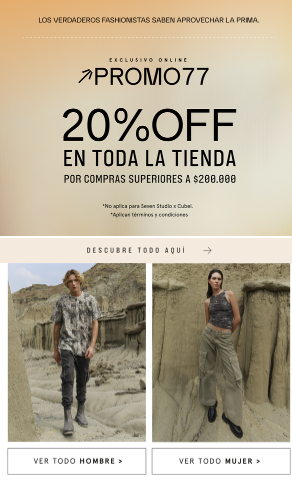 LOS VERDADEROS FASHIONISTAS SABEN APROVECHAR LA PRIMA.
EXCLUSIVO ONLINE
PROMO77
20%OFF
EN TODA LA TIENDA
POR COMPRAS SUPERIORES A $200.000
*No aplica para Seven Studio x Cubel.
*Aplican términos y condiciones
DESCUBRE TODO AQUÍ →
VER TODO HOMBRE >
VER TODO MUJER >